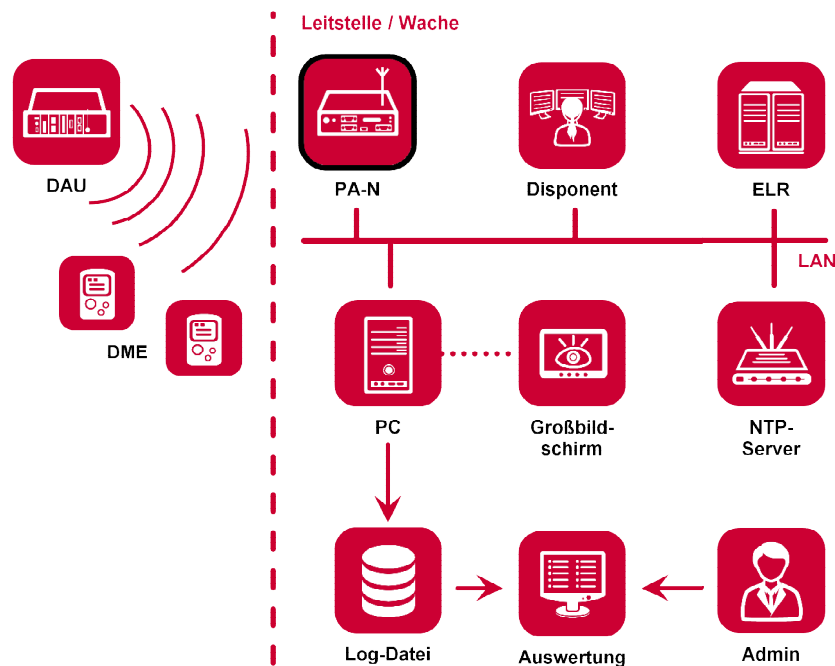 Leitstelle / Wache
DAU
PA-N
Disponent
ELR
LAN
DME
PC
Großbild-
schirm
NTP-
Server
Log-Datei
Auswertung
Admin